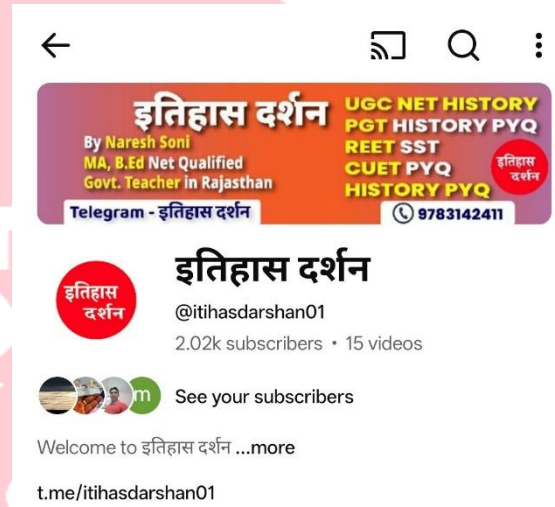 इतिहास दर्शन
By Naresh Soni
MA, B.Ed Net Qualified
Govt. Teacher in Rajasthan
Telegram - इतिहास दर्शन
UGC NET HISTORY
PGT HISTORY PYQ
REET SST
CUET PYQ
HISTORY PYQ
इतिहास
दर्शन
9783142411
इतिहास
दर्शन
इतिहास दर्शन
@itihasdarshan01
2.02k subscribers • 15 videos
m
See your subscribers
Welcome to इतिहास दर्शन ...more
t.me/itihasdarshan01